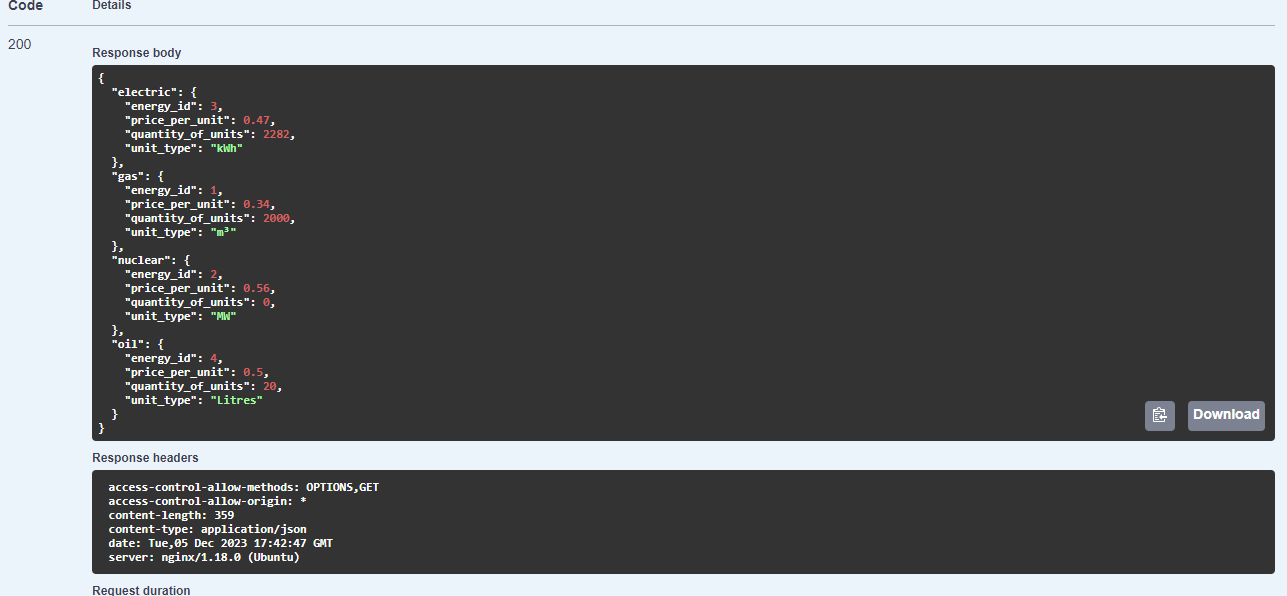 Code Details
200
Response body
{
  "electric": {
    "energy_id": 3,
    "price_per_unit": 0.47,
    "quantity_of_units": 2282,
    "unit_type": "kWh"
  },
  "gas": {
    "energy_id": 1,
    "price_per_unit": 0.34,
    "quantity_of_units": 2000,
    "unit_type": "m³"
  },
  "nuclear": {
    "energy_id": 2,
    "price_per_unit": 0.56,
    "quantity_of_units": 0,
    "unit_type": "MW"
  },
  "oil": {
    "energy_id": 4,
    "price_per_unit": 0.5,
    "quantity_of_units": 20,
    "unit_type": "Litres"
  }
}
Download
Response headers
access-control-allow-methods: OPTIONS,GET
access-control-allow-origin: *
content-length: 359
content-type: application/json
date: Tue,05 Dec 2023 17:42:47 GMT
server: nginx/1.18.0 (Ubuntu)
Request duration